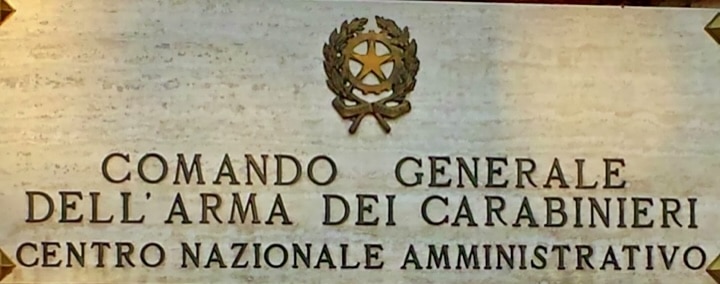 COMANDO GENERALE
DELL'ARMA DEI CARABINIERI
CENTRO NAZIONALE AMMINISTRATIVO